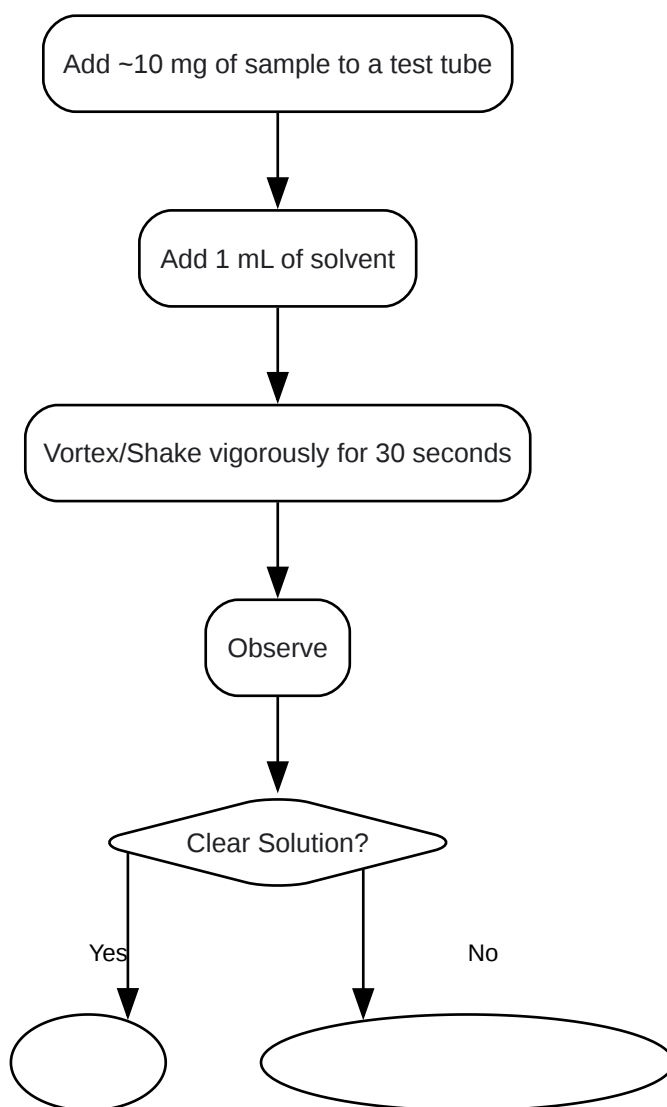 Add ~10 mg of sample to a test tube
Add 1 mL of solvent
Vortex/Shake vigorously for 30 seconds
Observe
Clear Solution?
Yes
No